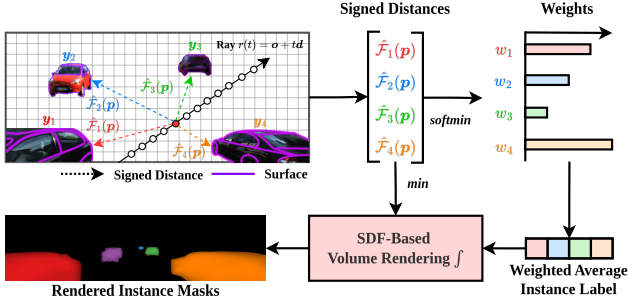 Signed Distances
Weights
Ray r(t) = o + td
y₃
y₂
F̂₃(p)
F̂₂(p)
y₁
F̂₁(p)
y₄
F̂₄(p)
Signed Distance
Surface
F̂₁(p)
F̂₂(p)
F̂₃(p)
F̂₄(p)
softmin
min
w₁
w₂
w₃
w₄
SDF-Based
Volume Rendering ∫
Weighted Average
Instance Label
Rendered Instance Masks